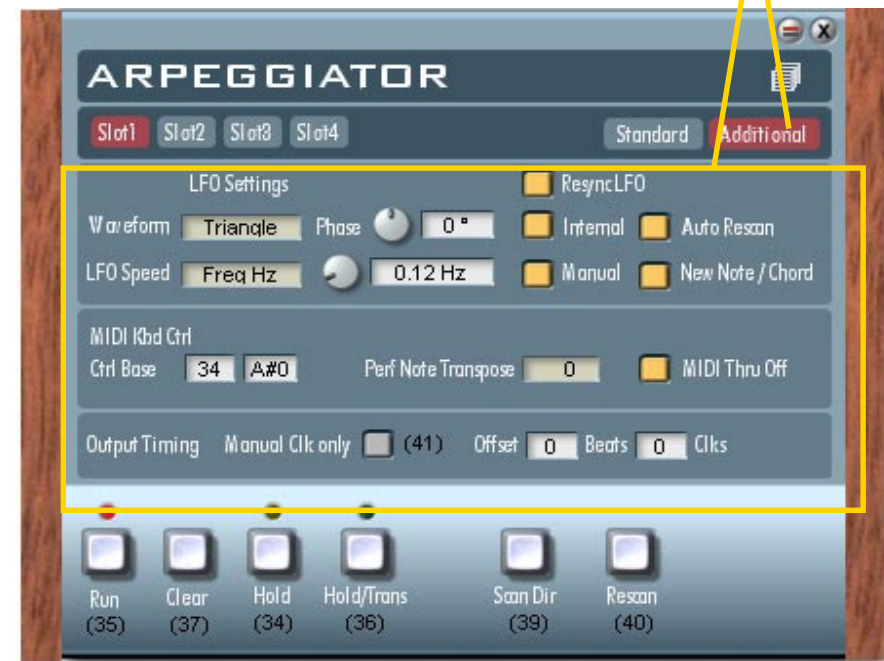 X
ARPEGGIATOR
Slot1 Slot2 Slot3 Slot4 Standard Additional
LFO Settings ResyncLFO
Waveform Triangle Phase 0° Internal Auto Rescan
LFO Speed Freq Hz 0.12 Hz Manual New Note / Chord
MIDI Kbd Ctrl
Ctrl Base 34 A#0 Perf Note Transpose 0 MIDI Thru Off
Output Timing Manual Clk only (41) Offset 0 Beats 0 Clks
Run Clear Hold Hold/Trans Scan Dir Rescan
(35) (37) (34) (36) (39) (40)